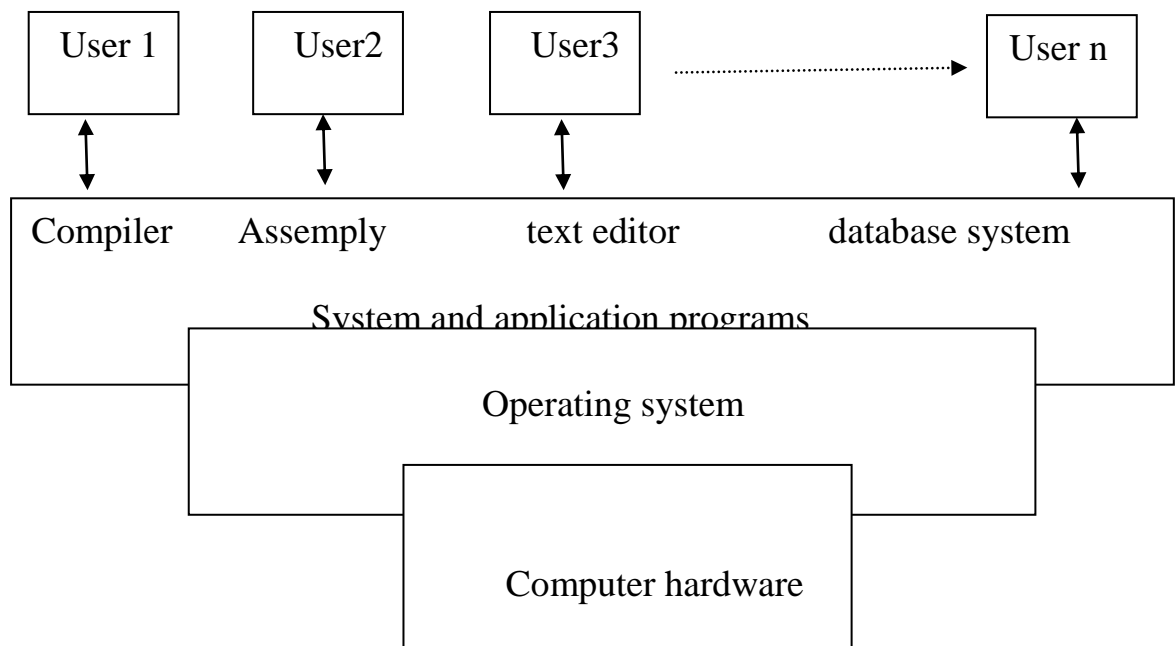 User 1 User2 User3 User n
Compiler Assemply text editor database system
System and application programs
Operating system
Computer hardware